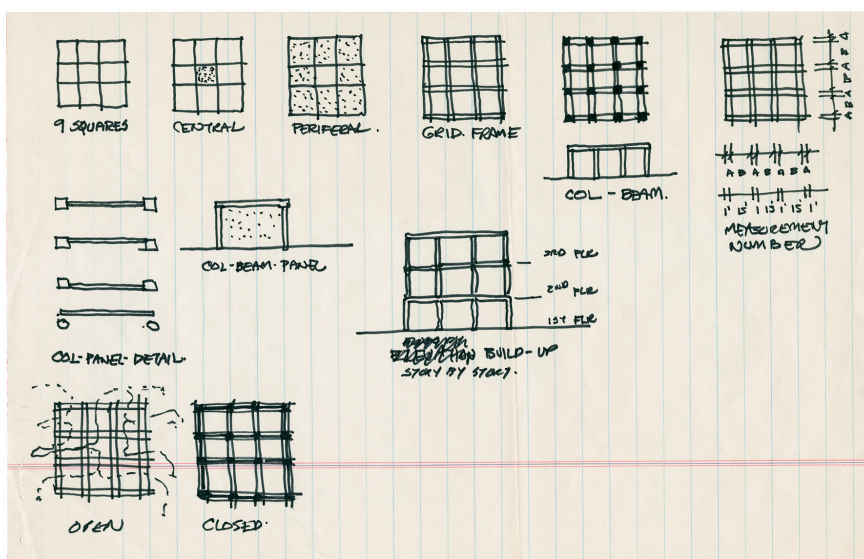 9 SQUARES
CENTRAL
PERIFERAL.
GRID. FRAME
COL - BEAM.
A B A B A B A
A B A B A B A
1' 15' 1' 15' 1' 15' 1'
MEASUREMENT
NUMBER
COL-BEAM-PANEL
3RD FLR
2ND FLR
1ST FLR
BUILD-UP
STORY BY STORY.
COL-PANEL-DETAIL.
OPEN
CLOSED.